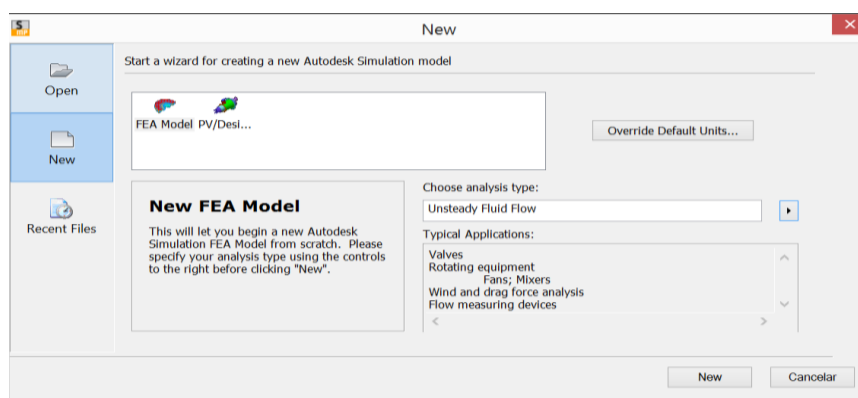 New
Start a wizard for creating a new Autodesk Simulation model
Open
FEA Model PV/Desi...
Override Default Units...
New
Choose analysis type:
New FEA Model
Unsteady Fluid Flow
Recent Files
This will let you begin a new Autodesk
Simulation FEA Model from scratch. Please
specify your analysis type using the controls
to the right before clicking "New".
Typical Applications:
Valves
Rotating equipment
Fans; Mixers
Wind and drag force analysis
Flow measuring devices
New
Cancelar